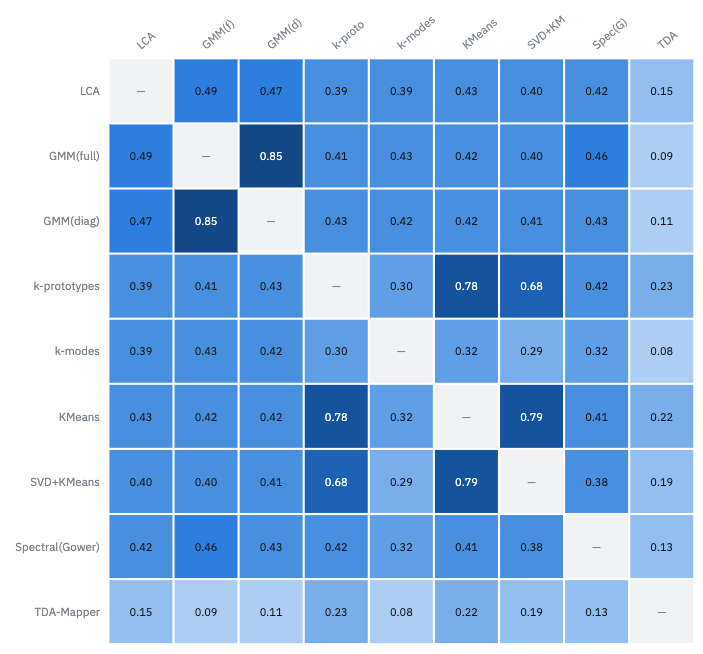 LCA GMM(f) GMM(d) k-proto k-modes KMeans SVD+KM Spec(G) TDA
LCA — 0.49 0.47 0.39 0.39 0.43 0.40 0.42 0.15
GMM(full) 0.49 — 0.85 0.41 0.43 0.42 0.40 0.46 0.09
GMM(diag) 0.47 0.85 — 0.43 0.42 0.42 0.41 0.43 0.11
k-prototypes 0.39 0.41 0.43 — 0.30 0.78 0.68 0.42 0.23
k-modes 0.39 0.43 0.42 0.30 — 0.32 0.29 0.32 0.08
KMeans 0.43 0.42 0.42 0.78 0.32 — 0.79 0.41 0.22
SVD+KMeans 0.40 0.40 0.41 0.68 0.29 0.79 — 0.38 0.19
Spectral(Gower) 0.42 0.46 0.43 0.42 0.32 0.41 0.38 — 0.13
TDA-Mapper 0.15 0.09 0.11 0.23 0.08 0.22 0.19 0.13 —